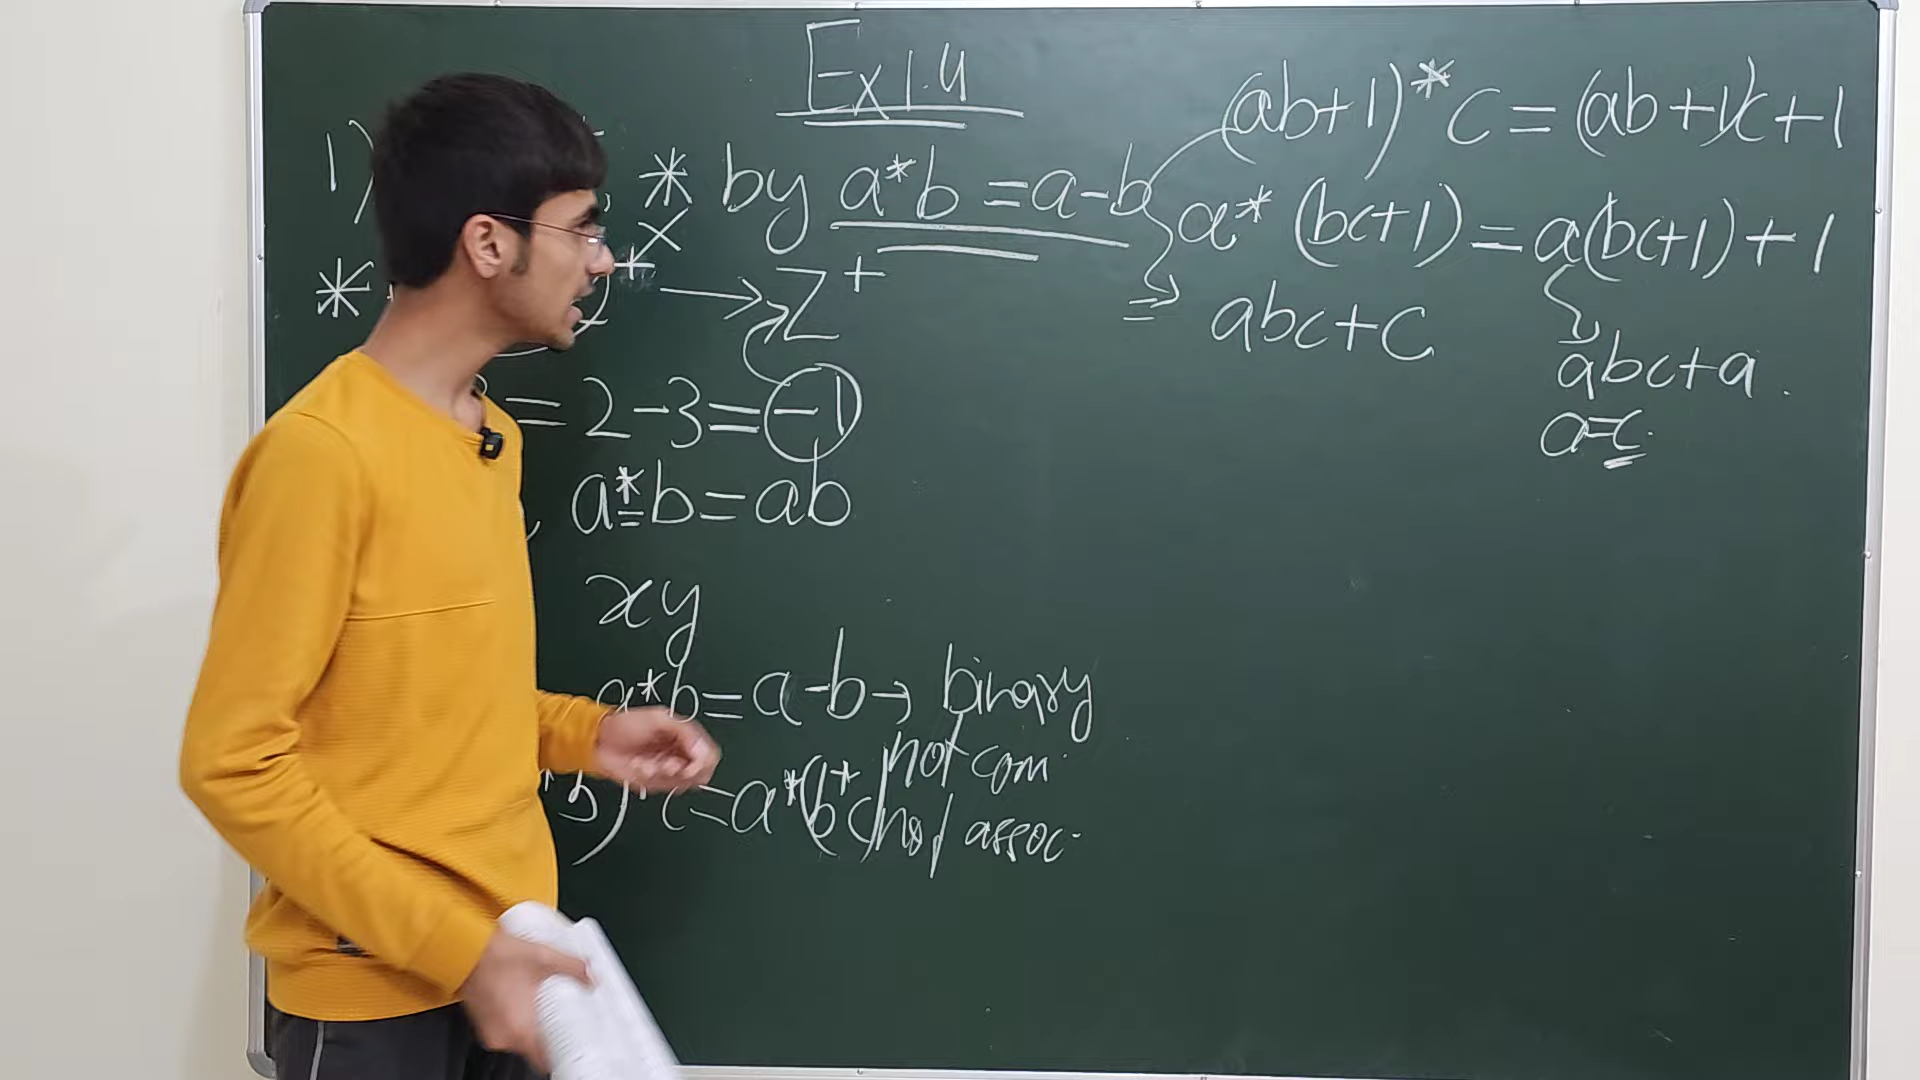 Ex 1.4
1) * by a*b = a-b
* + → Z⁺
= 2-3 = -1
a*b = ab
xy
a*b = a-b → binary
not com.
b)*c = a*(b*c) not assoc.
(ab+1)*c = (ab+1)c+1
a*(bc+1) = a(bc+1)+1
⇒ abc+c
abc+a.
a=c.